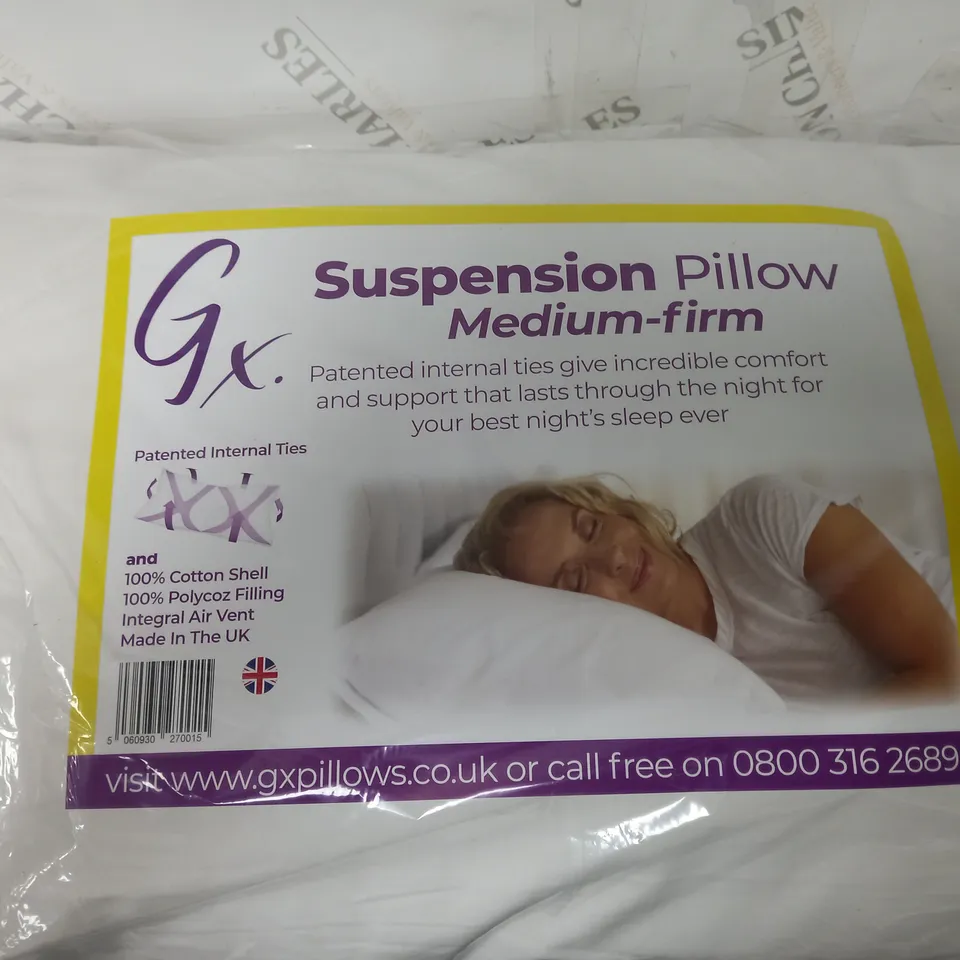 CHARLES
ES
Gx.
Suspension Pillow
Medium-firm
Patented internal ties give incredible comfort
and support that lasts through the night for
your best night's sleep ever
Patented Internal Ties
and
100% Cotton Shell
100% Polycoz Filling
Integral Air Vent
Made In The UK
5 060930 270015
visit www.gxpillows.co.uk or call free on 0800 316 2689